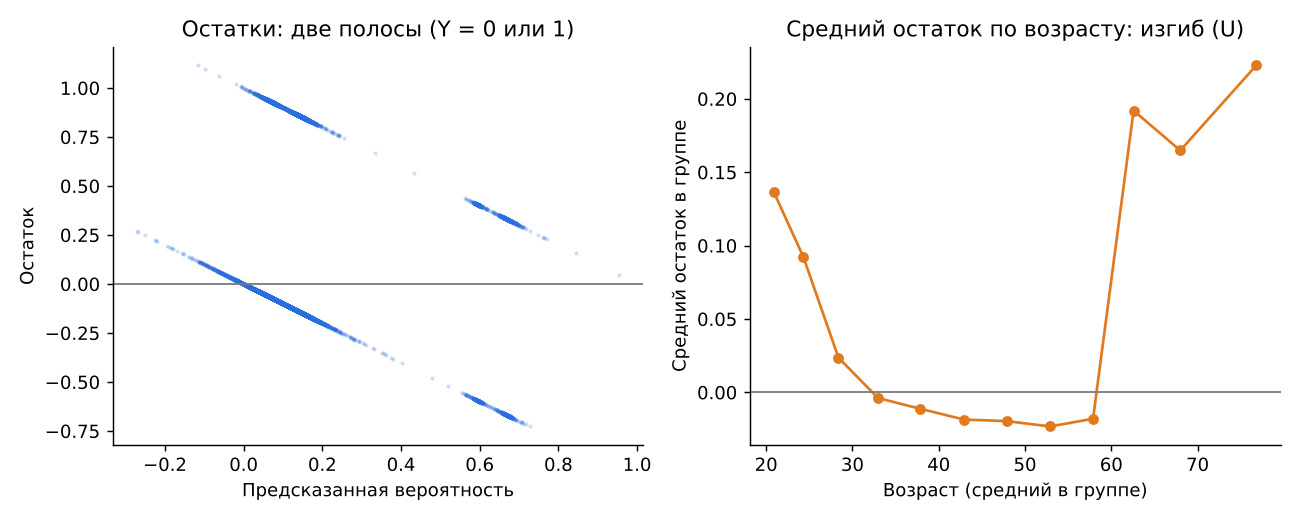 Остатки: две полосы (Y = 0 или 1)
Остаток
1.00
0.75
0.50
0.25
0.00
−0.25
−0.50
−0.75
−0.2 0.0 0.2 0.4 0.6 0.8 1.0
Предсказанная вероятность
Средний остаток по возрасту: изгиб (U)
Средний остаток в группе
0.20
0.15
0.10
0.05
0.00
20 30 40 50 60 70
Возраст (средний в группе)